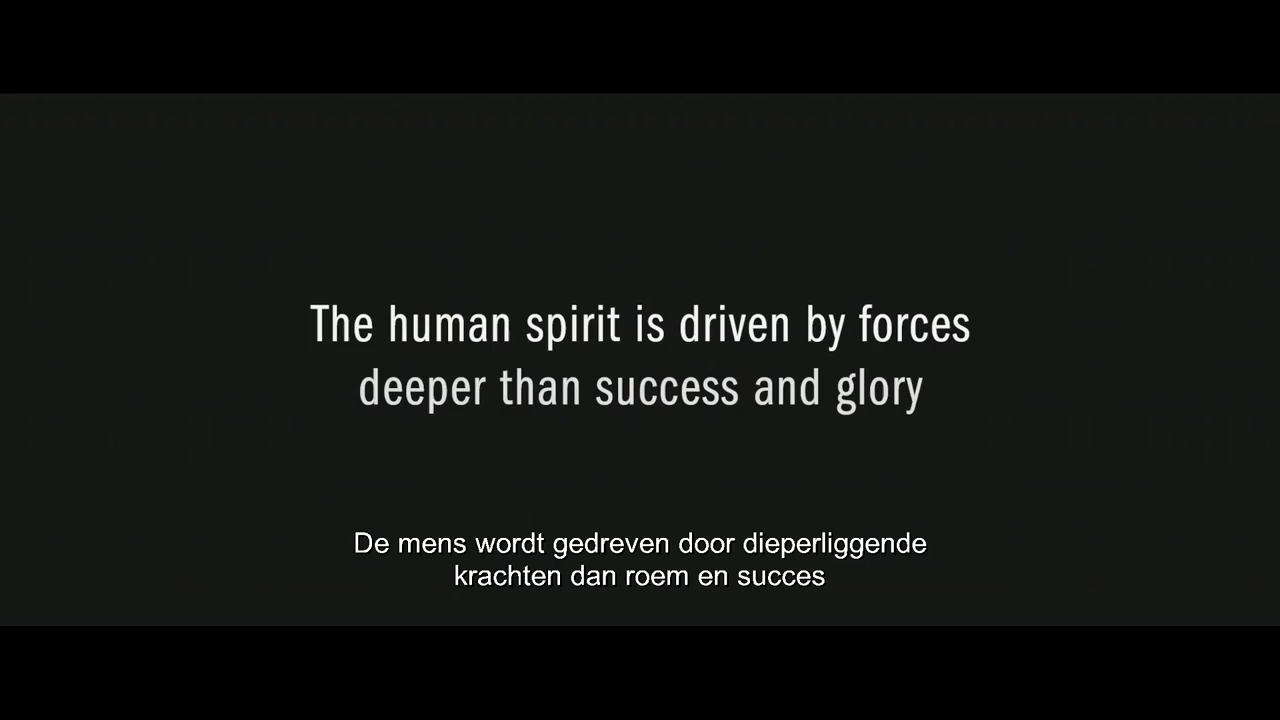 The human spirit is driven by forces
deeper than success and glory
De mens wordt gedreven door dieperliggende
krachten dan roem en succes